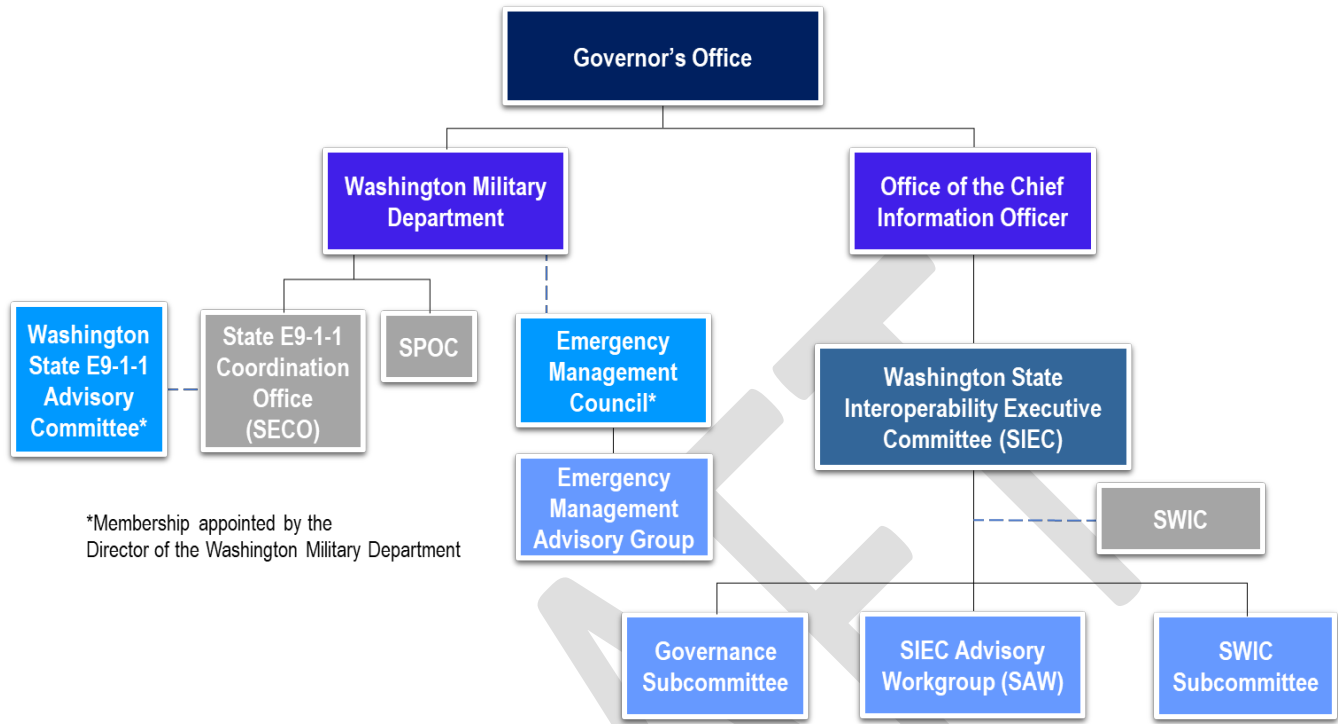 Governor's Office
Washington Military
Department
Office of the Chief
Information Officer
Washington
State E9-1-1
Advisory
Committee*
State E9-1-1
Coordination
Office
(SECO)
SPOC
Emergency
Management
Council*
Washington State
Interoperability Executive
Committee (SIEC)
Emergency
Management
Advisory Group
SWIC
*Membership appointed by the
Director of the Washington Military Department
Governance
Subcommittee
SIEC Advisory
Workgroup (SAW)
SWIC
Subcommittee